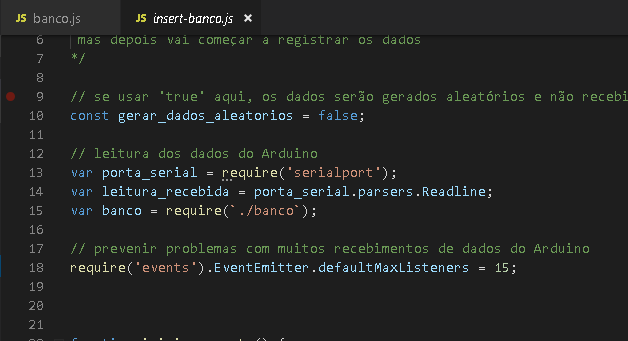 JS banco.js JS insert-banco.js ×
6 mas depois vai começar a registrar os dados
7 */
8
9 // se usar 'true' aqui, os dados serão gerados aleatórios e não recebi
10 const gerar_dados_aleatorios = false;
11
12 // leitura dos dados do Arduino
13 var porta_serial = require('serialport');
14 var leitura_recebida = porta_serial.parsers.Readline;
15 var banco = require(`./banco`);
16
17 // prevenir problemas com muitos recebimentos de dados do Arduino
18 require('events').EventEmitter.defaultMaxListeners = 15;
19
20
21